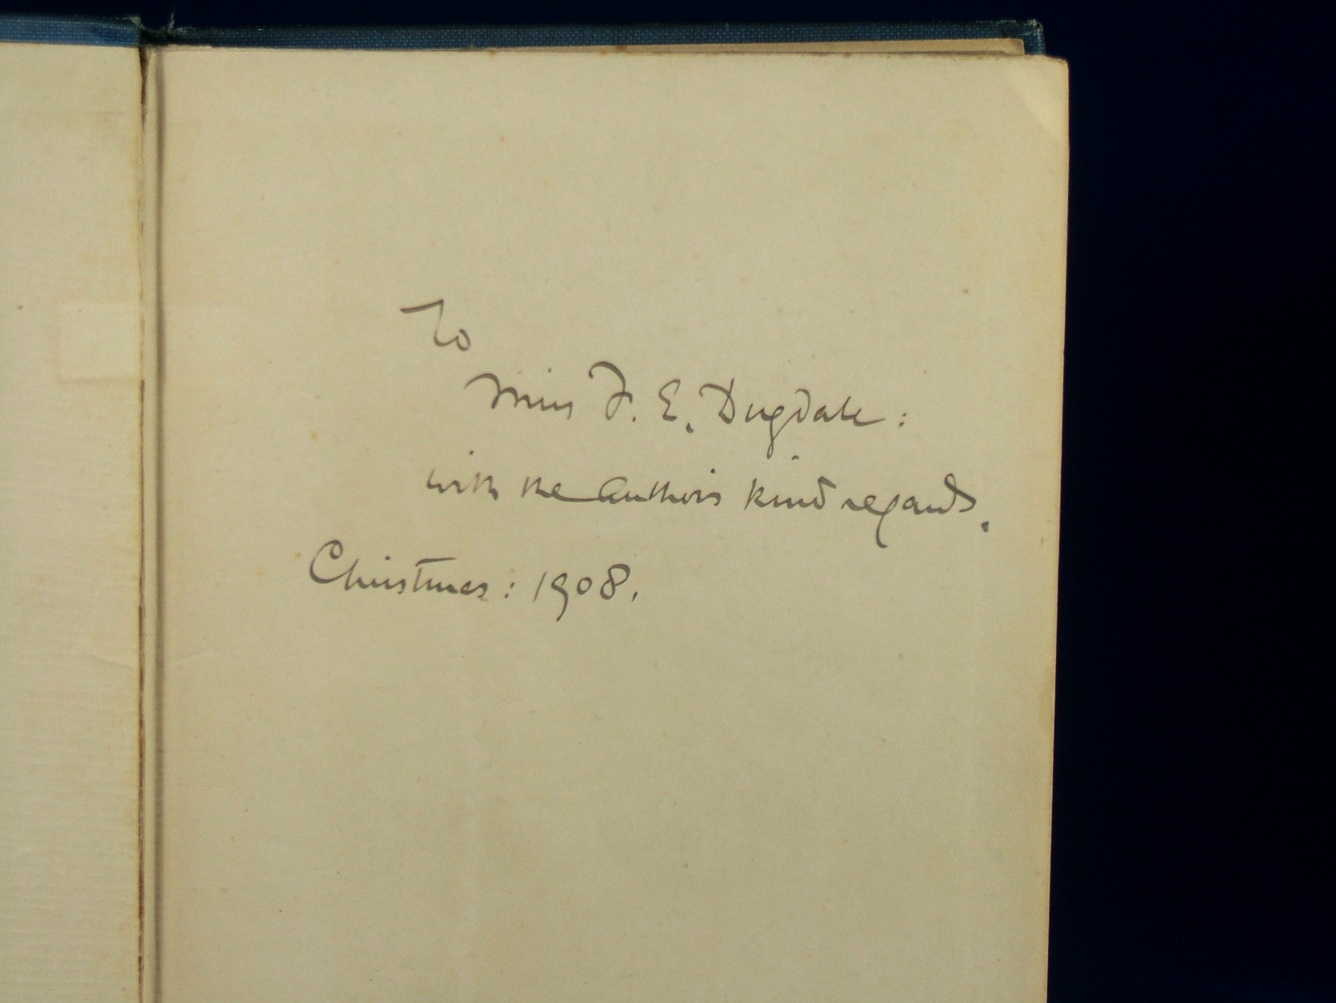 To
Miss F. E. Dugdale:
with the author's kind regards.
Christmas: 1908.